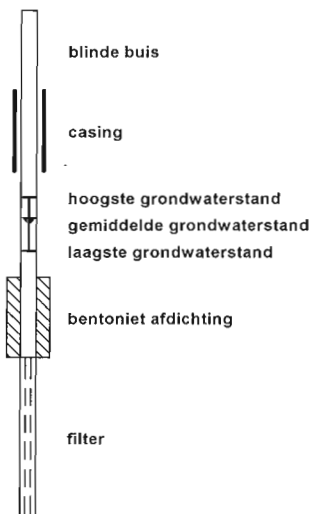 blinde buis
casing
hoogste grondwaterstand
gemiddelde grondwaterstand
laagste grondwaterstand
bentoniet afdichting
filter